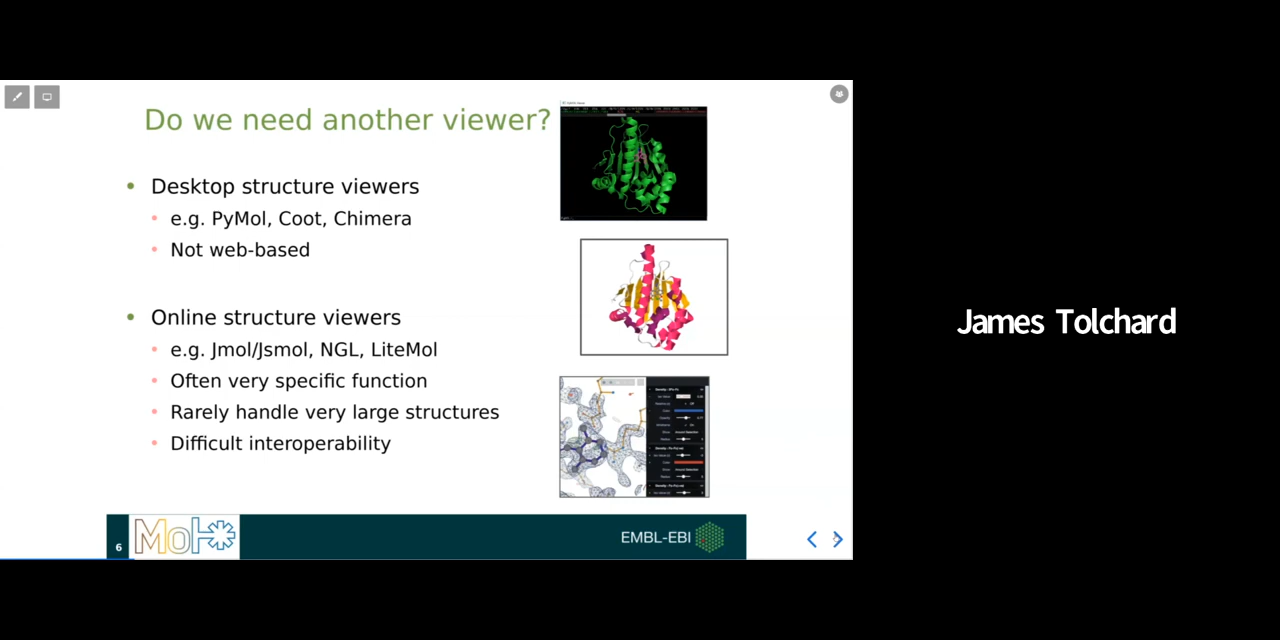 Do we need another viewer?
Desktop structure viewers
e.g. PyMol, Coot, Chimera
Not web-based
Online structure viewers
e.g. Jmol/Jsmol, NGL, LiteMol
Often very specific function
Rarely handle very large structures
Difficult interoperability
6
Mol*
EMBL-EBI
James Tolchard